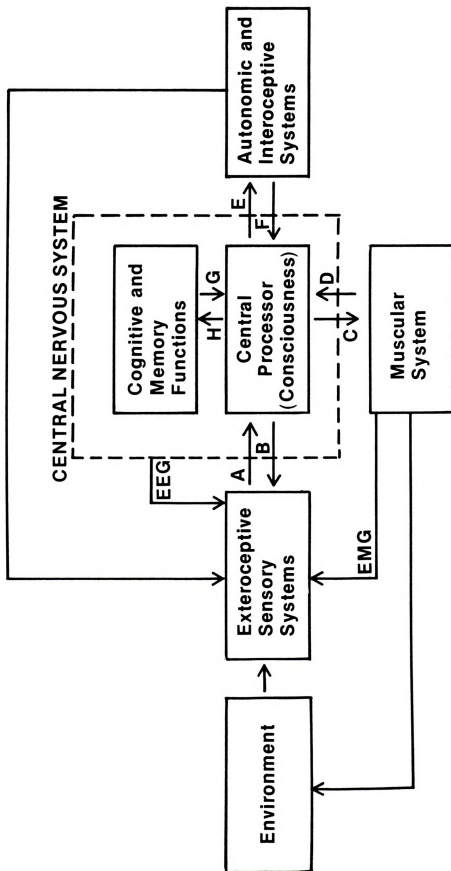 CENTRAL NERVOUS SYSTEM
Cognitive and
Memory
Functions
H
G
Autonomic and
Interoceptive
Systems
E
F
Central
Processor
(Consciousness)
EEG
A
B
C
D
Environment
Exteroceptive
Sensory
Systems
EMG
Muscular
System